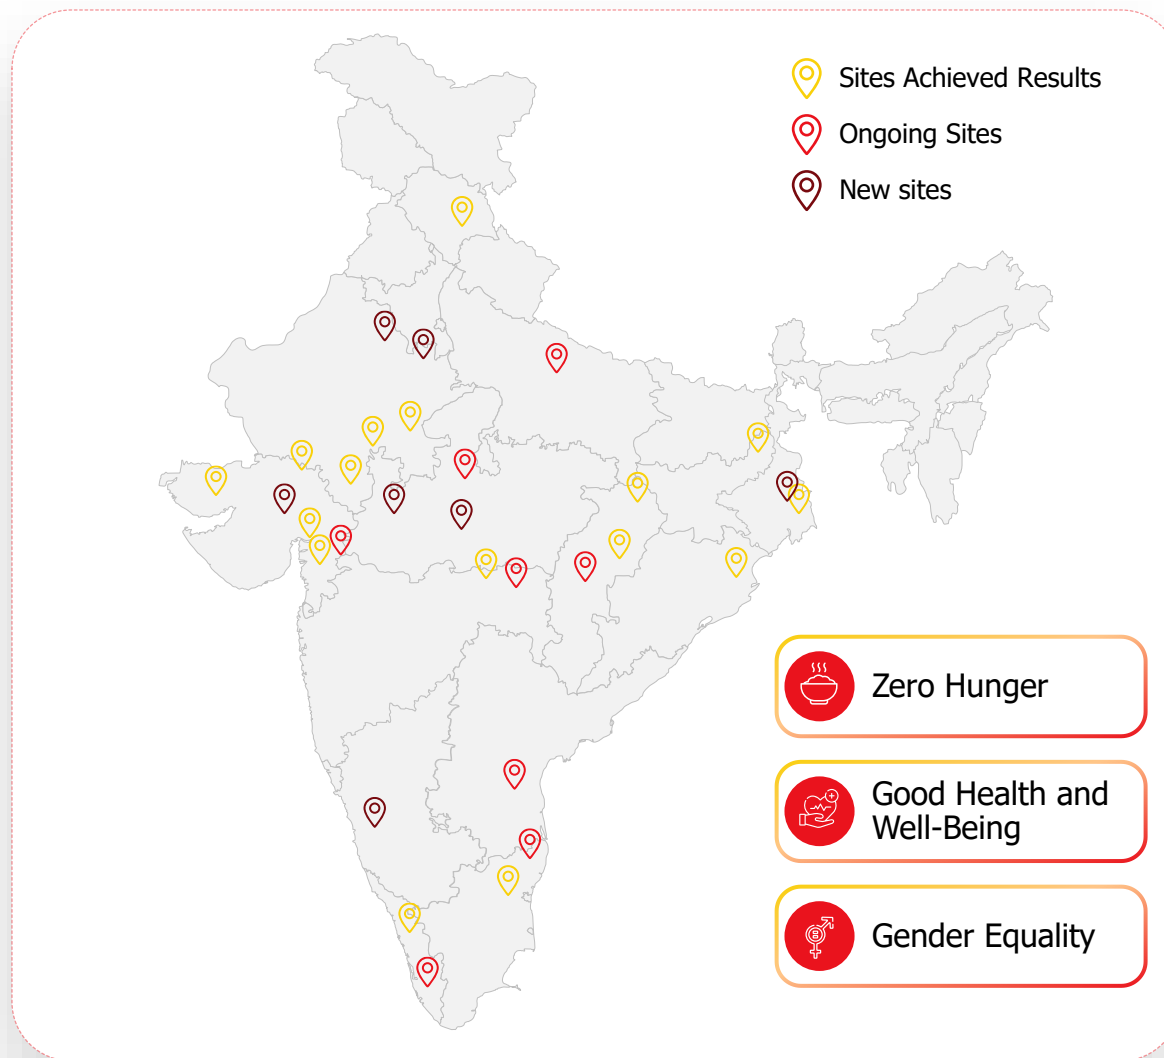 Sites Achieved Results
Ongoing Sites
New sites
Zero Hunger
Good Health and
Well-Being
Gender Equality